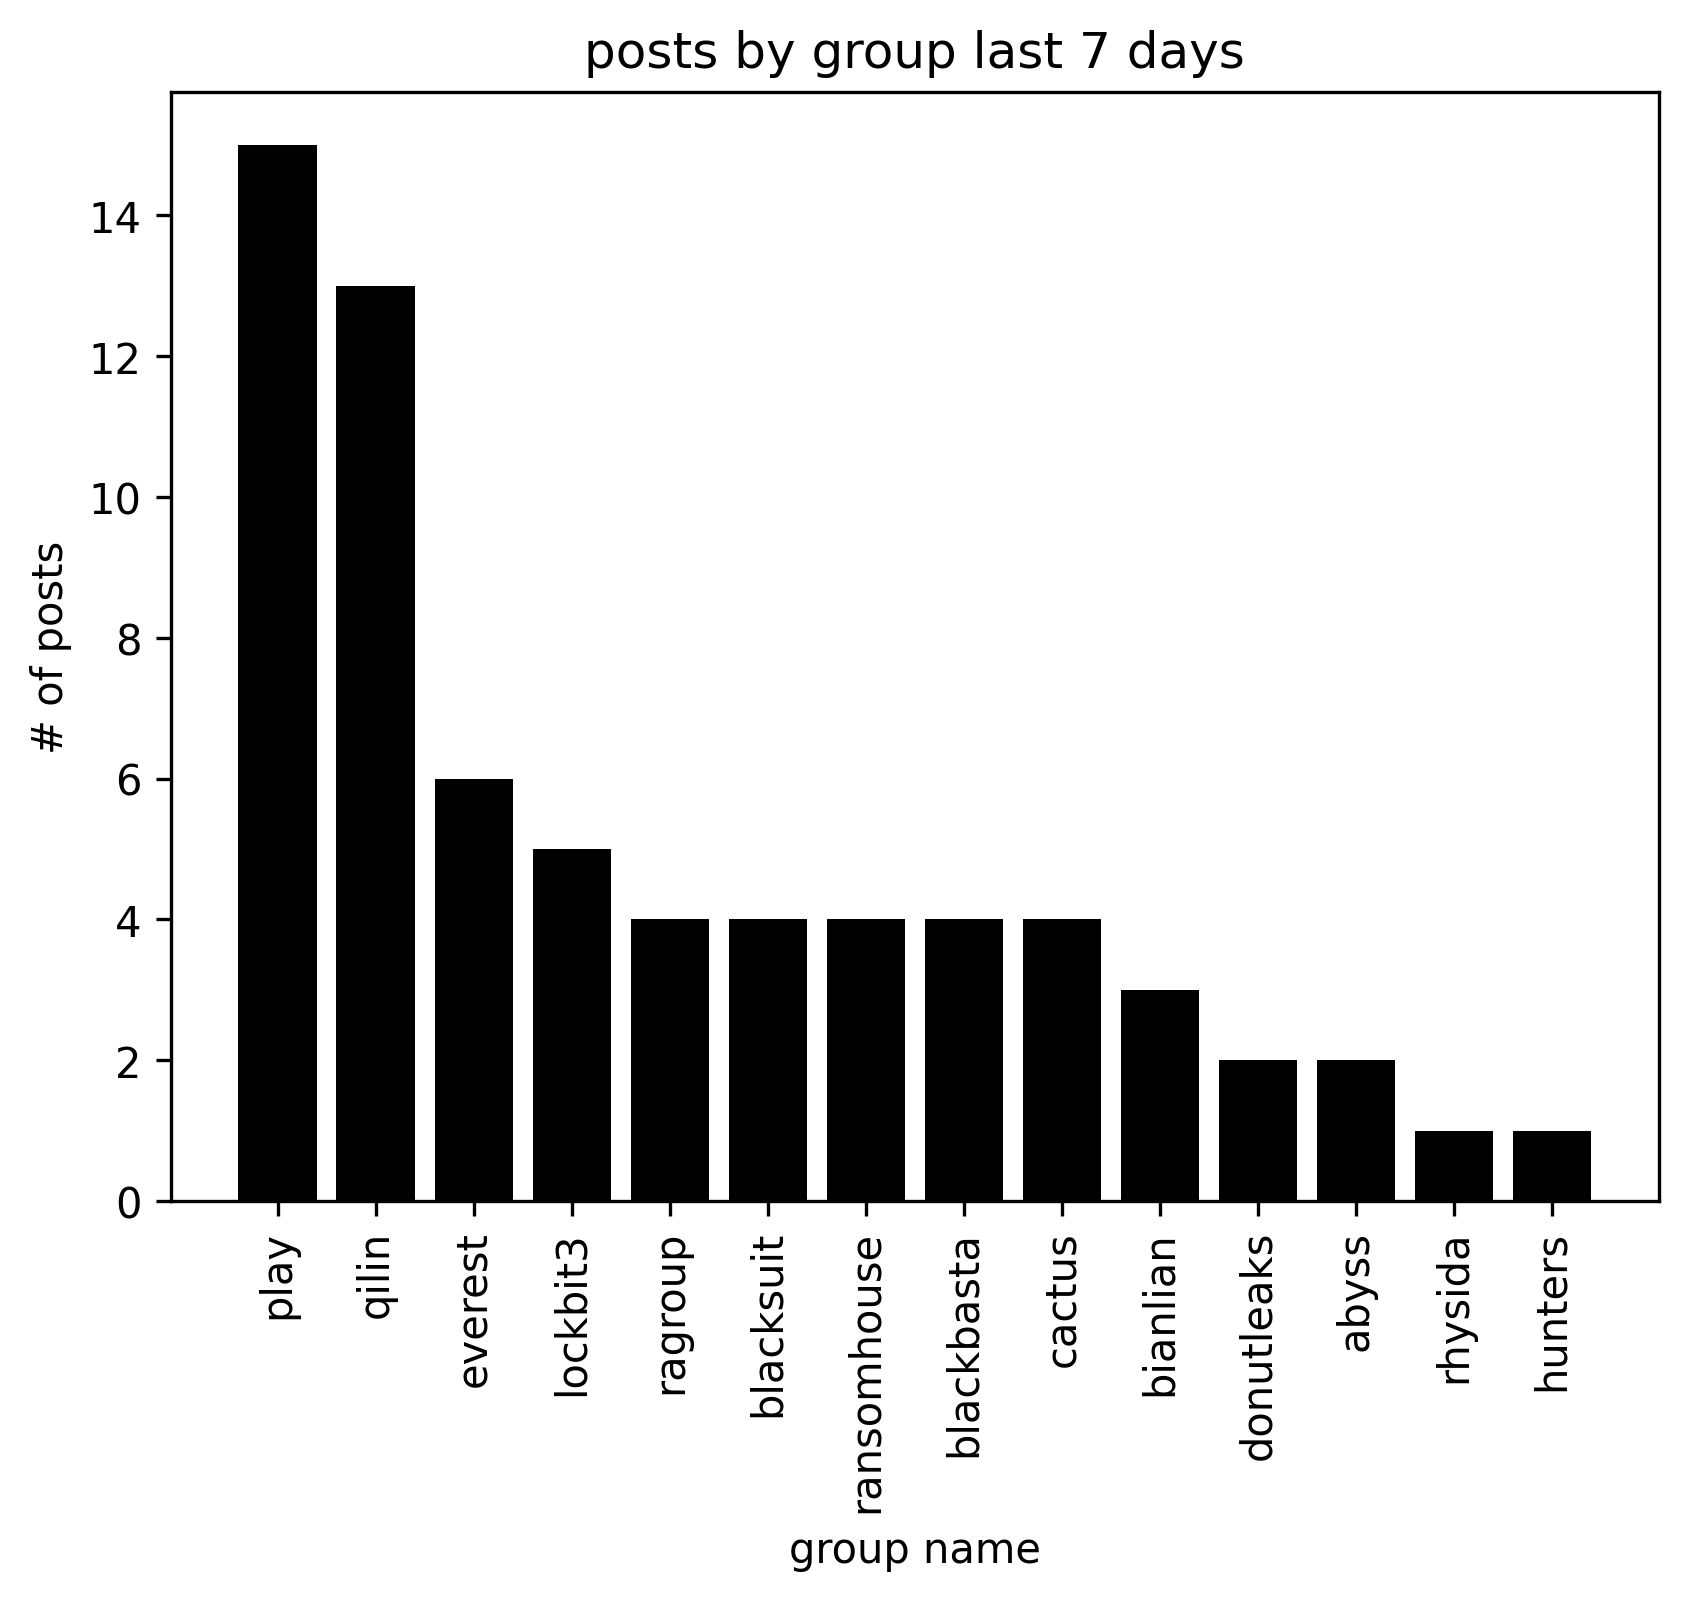 posts by group last 7 days
14
12
10
8
6
4
2
0
# of posts
play
qilin
everest
lockbit3
ragroup
blacksuit
ransomhouse
blackbasta
cactus
bianlian
donutleaks
abyss
rhysida
hunters
group name